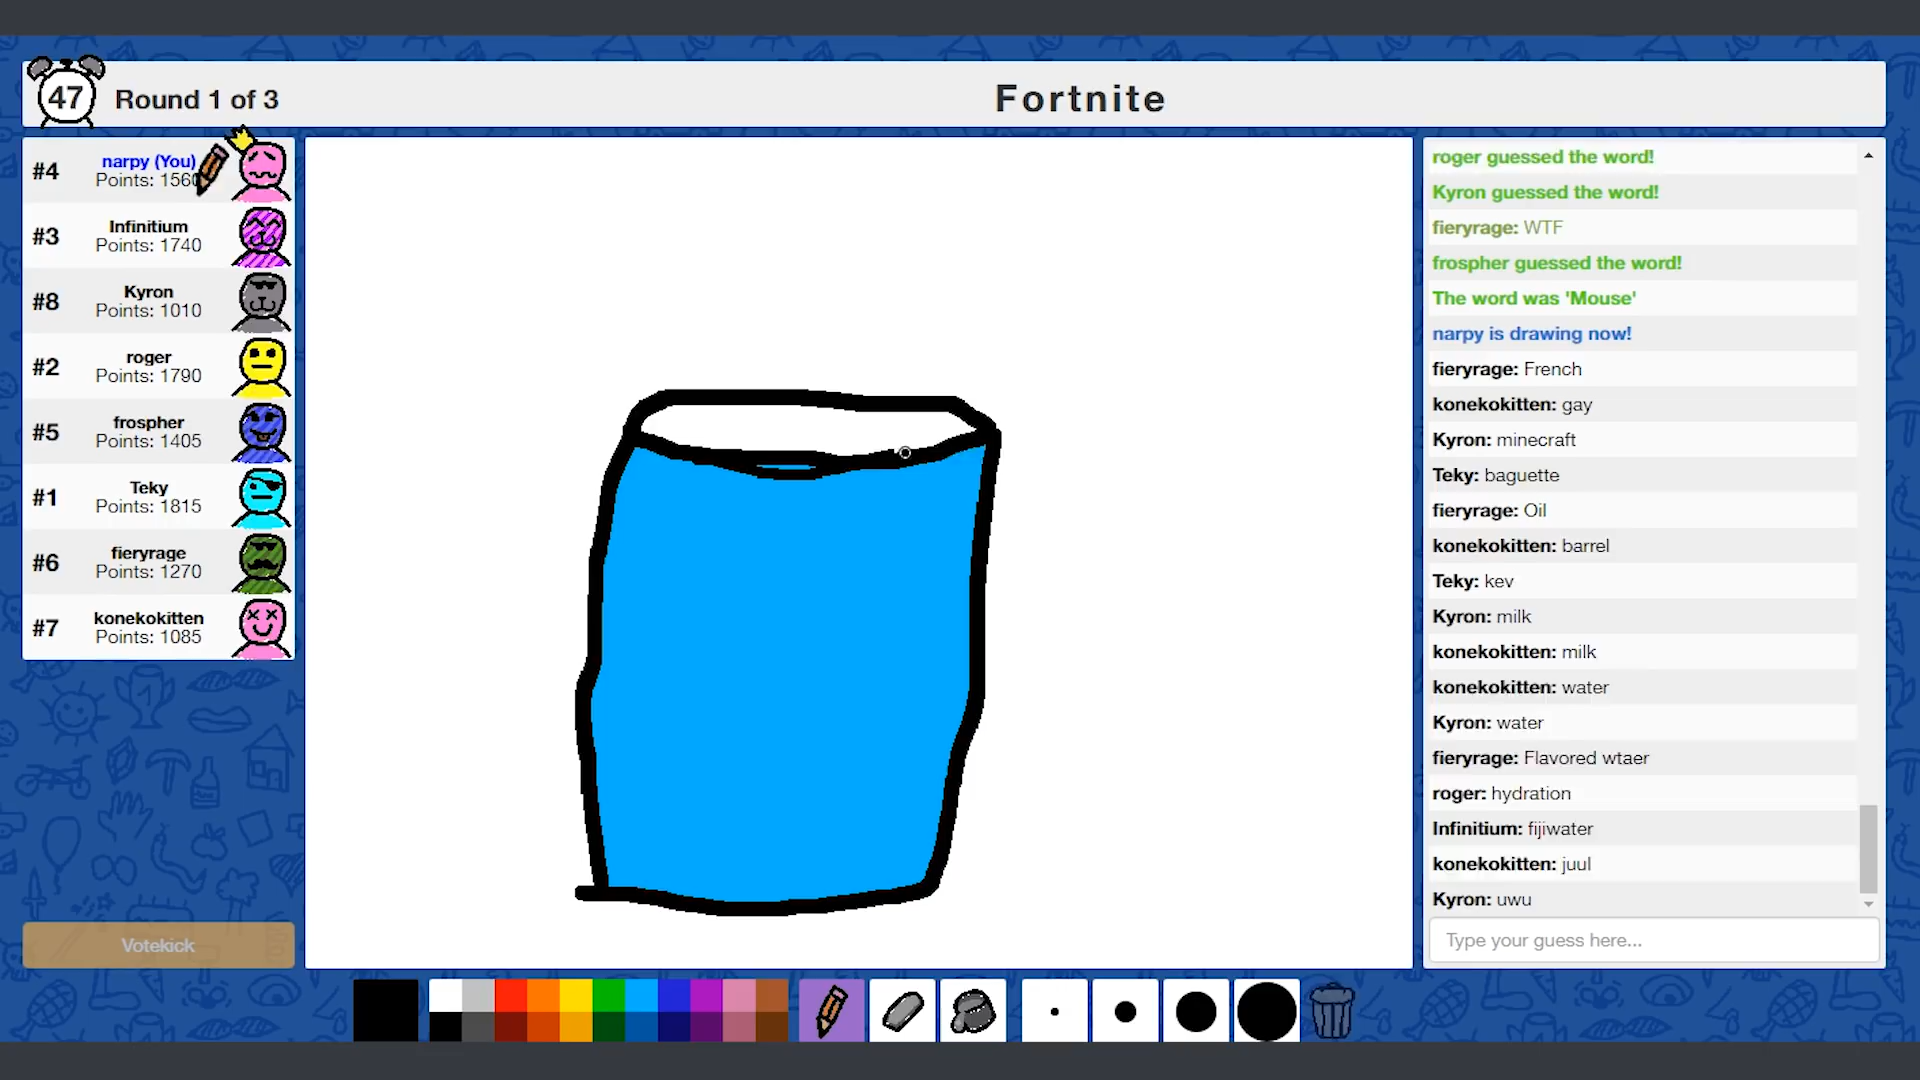 47
Round 1 of 3
Fortnite
#4
narpy (You)
Points: 1560
#3
Infinitium
Points: 1740
#8
Kyron
Points: 1010
#2
roger
Points: 1790
#5
frospher
Points: 1405
#1
Teky
Points: 1815
#6
fieryrage
Points: 1270
#7
konekokitten
Points: 1085
Votekick
roger guessed the word!
Kyron guessed the word!
fieryrage: WTF
frospher guessed the word!
The word was 'Mouse'
narpy is drawing now!
fieryrage: French
konekokitten: gay
Kyron: minecraft
Teky: baguette
fieryrage: Oil
konekokitten: barrel
Teky: kev
Kyron: milk
konekokitten: milk
konekokitten: water
Kyron: water
fieryrage: Flavored wtaer
roger: hydration
Infinitium: fijiwater
konekokitten: juul
Kyron: uwu
Type your guess here...